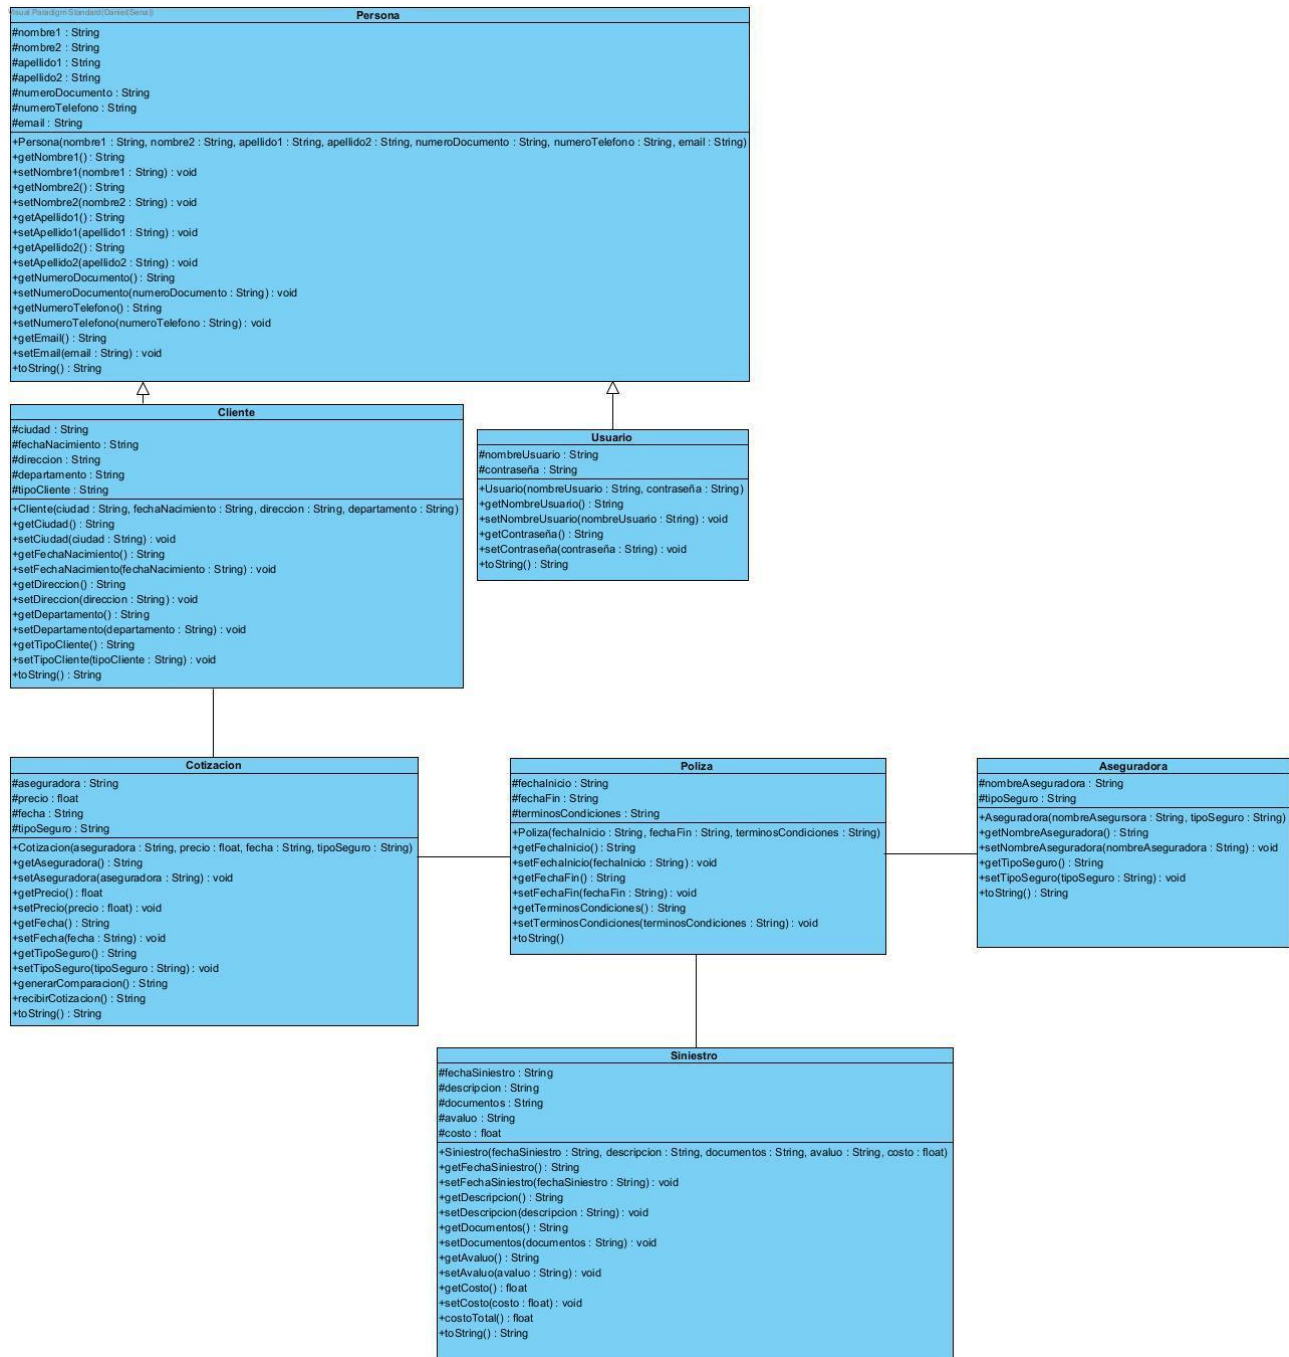 Visual Paradigm Standard(Daniel(Sena))
Persona
#nombre1 : String
#nombre2 : String
#apellido1 : String
#apellido2 : String
#numeroDocumento : String
#numeroTelefono : String
#email : String
+Persona(nombre1 : String, nombre2 : String, apellido1 : String, apellido2 : String, numeroDocumento : String, numeroTelefono : String, email : String)
+getNombre1() : String
+setNombre1(nombre1 : String) : void
+getNombre2() : String
+setNombre2(nombre2 : String) : void
+getApellido1() : String
+setApellido1(apellido1 : String) : void
+getApellido2() : String
+setApellido2(apellido2 : String) : void
+getNumeroDocumento() : String
+setNumeroDocumento(numeroDocumento : String) : void
+getNumeroTelefono() : String
+setNumeroTelefono(numeroTelefono : String) : void
+getEmail() : String
+setEmail(email : String) : void
+toString() : String
Cliente
#ciudad : String
#fechaNacimiento : String
#direccion : String
#departamento : String
#tipoCliente : String
+Cliente(ciudad : String, fechaNacimiento : String, direccion : String, departamento : String)
+getCiudad() : String
+setCiudad(ciudad : String) : void
+getFechaNacimiento() : String
+setFechaNacimiento(fechaNacimiento : String) : void
+getDireccion() : String
+setDireccion(direccion : String) : void
+getDepartamento() : String
+setDepartamento(departamento : String) : void
+getTipoCliente() : String
+setTipoCliente(tipoCliente : String) : void
+toString() : String
Usuario
#nombreUsuario : String
#contraseña : String
+Usuario(nombreUsuario : String, contraseña : String)
+getNombreUsuario() : String
+setNombreUsuario(nombreUsuario : String) : void
+getContraseña() : String
+setContraseña(contraseña : String) : void
+toString() : String
Cotizacion
#aseguradora : String
#precio : float
#fecha : String
#tipoSeguro : String
+Cotizacion(aseguradora : String, precio : float, fecha : String, tipoSeguro : String)
+getAseguradora() : String
+setAseguradora(aseguradora : String) : void
+getPrecio() : float
+setPrecio(precio : float) : void
+getFecha() : String
+setFecha(fecha : String) : void
+getTipoSeguro() : String
+setTipoSeguro(tipoSeguro : String) : void
+generarComparacion() : String
+recibirCotizacion() : String
+toString() : String
Poliza
#fechaInicio : String
#fechaFin : String
#terminosCondiciones : String
+Poliza(fechaInicio : String, fechaFin : String, terminosCondiciones : String)
+getFechaInicio() : String
+setFechaInicio(fechaInicio : String) : void
+getFechaFin() : String
+setFechaFin(fechaFin : String) : void
+getTerminosCondiciones() : String
+setTerminosCondiciones(terminosCondiciones : String) : void
+toString()
Aseguradora
#nombreAseguradora : String
#tipoSeguro : String
+Aseguradora(nombreAsegursora : String, tipoSeguro : String)
+getNombreAseguradora() : String
+setNombreAseguradora(nombreAseguradora : String) : void
+getTipoSeguro() : String
+setTipoSeguro(tipoSeguro : String) : void
+toString() : String
Siniestro
#fechaSiniestro : String
#descripcion : String
#documentos : String
#avaluo : String
#costo : float
+Siniestro(fechaSiniestro : String, descripcion : String, documentos : String, avaluo : String, costo : float)
+getFechaSiniestro() : String
+setFechaSiniestro(fechaSiniestro : String) : void
+getDescripcion() : String
+setDescripcion(descripcion : String) : void
+getDocumentos() : String
+setDocumentos(documentos : String) : void
+getAvaluo() : String
+setAvaluo(avaluo : String) : void
+getCosto() : float
+setCosto(costo : float) : void
+costoTotal() : float
+toString() : String